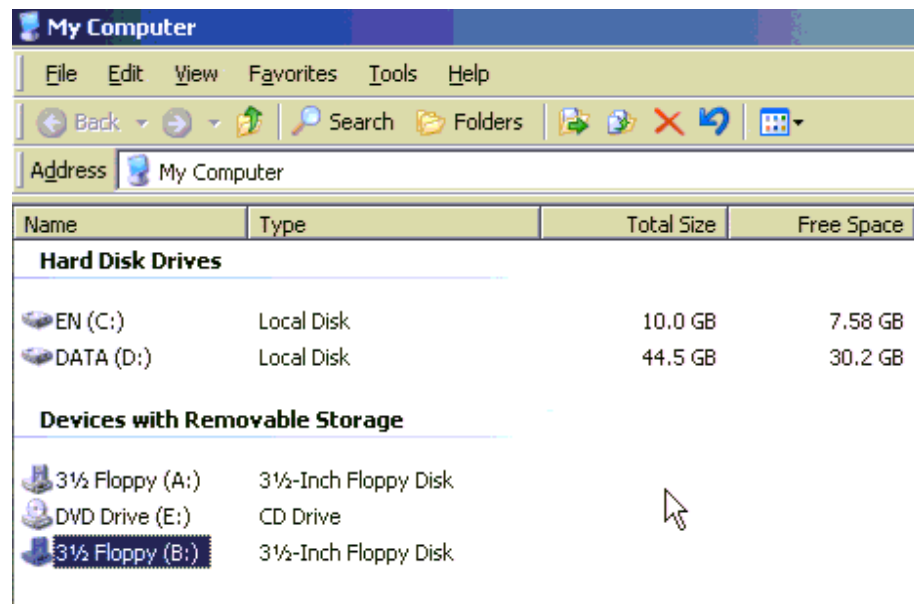 My Computer
File Edit View Favorites Tools Help
Back Search Folders
Address My Computer
Name Type Total Size Free Space
Hard Disk Drives
EN (C:) Local Disk 10.0 GB 7.58 GB
DATA (D:) Local Disk 44.5 GB 30.2 GB
Devices with Removable Storage
3½ Floppy (A:) 3½-Inch Floppy Disk
DVD Drive (E:) CD Drive
3½ Floppy (B:) 3½-Inch Floppy Disk